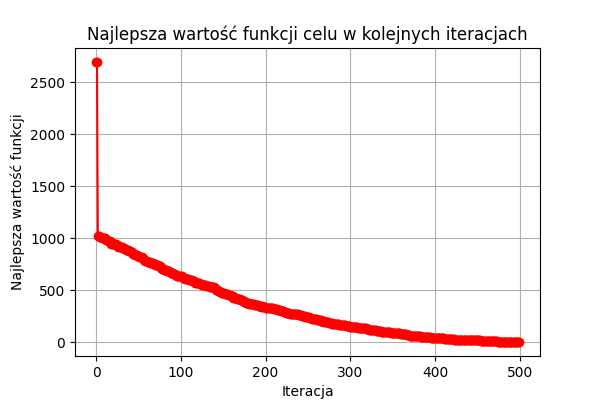 Najlepsza wartość funkcji celu w kolejnych iteracjach
2500
2000
1500
1000
500
0
Najlepsza wartość funkcji
0 100 200 300 400 500
Iteracja